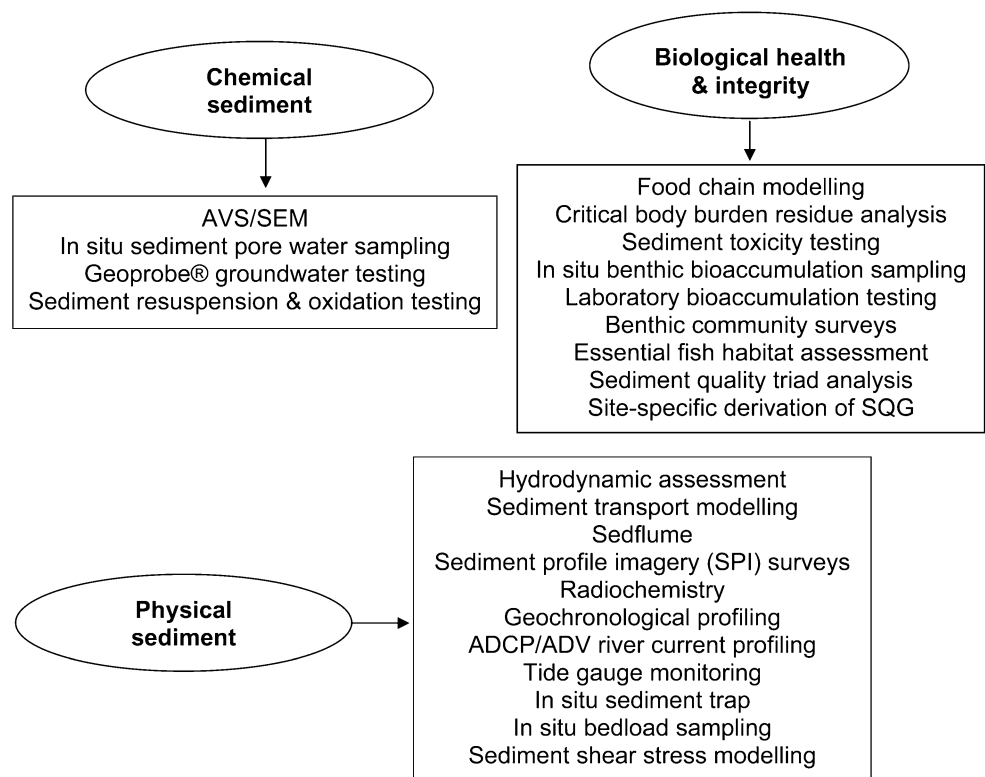 Chemical
sediment
AVS/SEM
In situ sediment pore water sampling
Geoprobe® groundwater testing
Sediment resuspension & oxidation testing
Biological health
& integrity
Food chain modelling
Critical body burden residue analysis
Sediment toxicity testing
In situ benthic bioaccumulation sampling
Laboratory bioaccumulation testing
Benthic community surveys
Essential fish habitat assessment
Sediment quality triad analysis
Site-specific derivation of SQG
Physical
sediment
Hydrodynamic assessment
Sediment transport modelling
Sedflume
Sediment profile imagery (SPI) surveys
Radiochemistry
Geochronological profiling
ADCP/ADV river current profiling
Tide gauge monitoring
In situ sediment trap
In situ bedload sampling
Sediment shear stress modelling